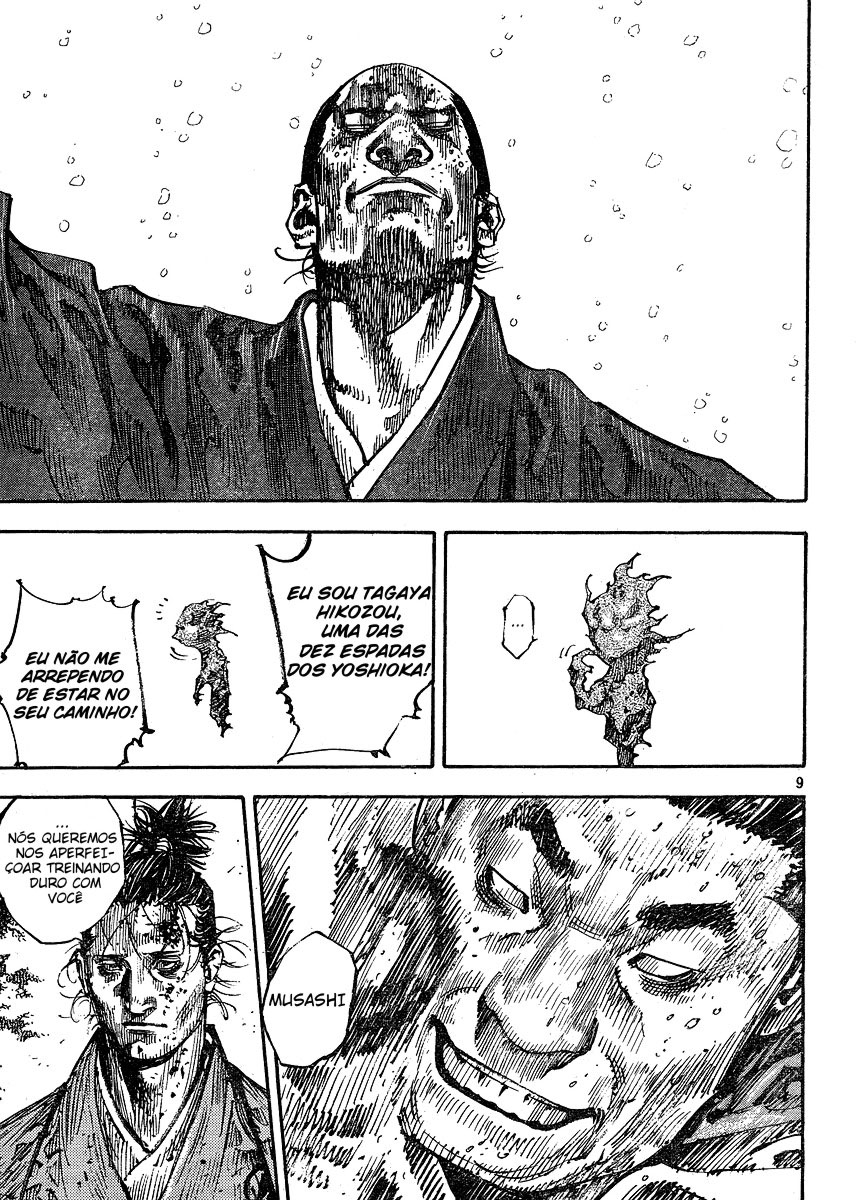 ...
EU SOU TAGAYA
HIKOZOU,
UMA DAS
DEZ ESPADAS
DOS YOSHIOKA!
EU NÃO ME
ARREPENDO
DE ESTAR NO
SEU CAMINHO!
9
MUSASHI
...
NÓS QUEREMOS
NOS APERFEI-
ÇOAR TREINANDO
DURO COM
VOCÊ